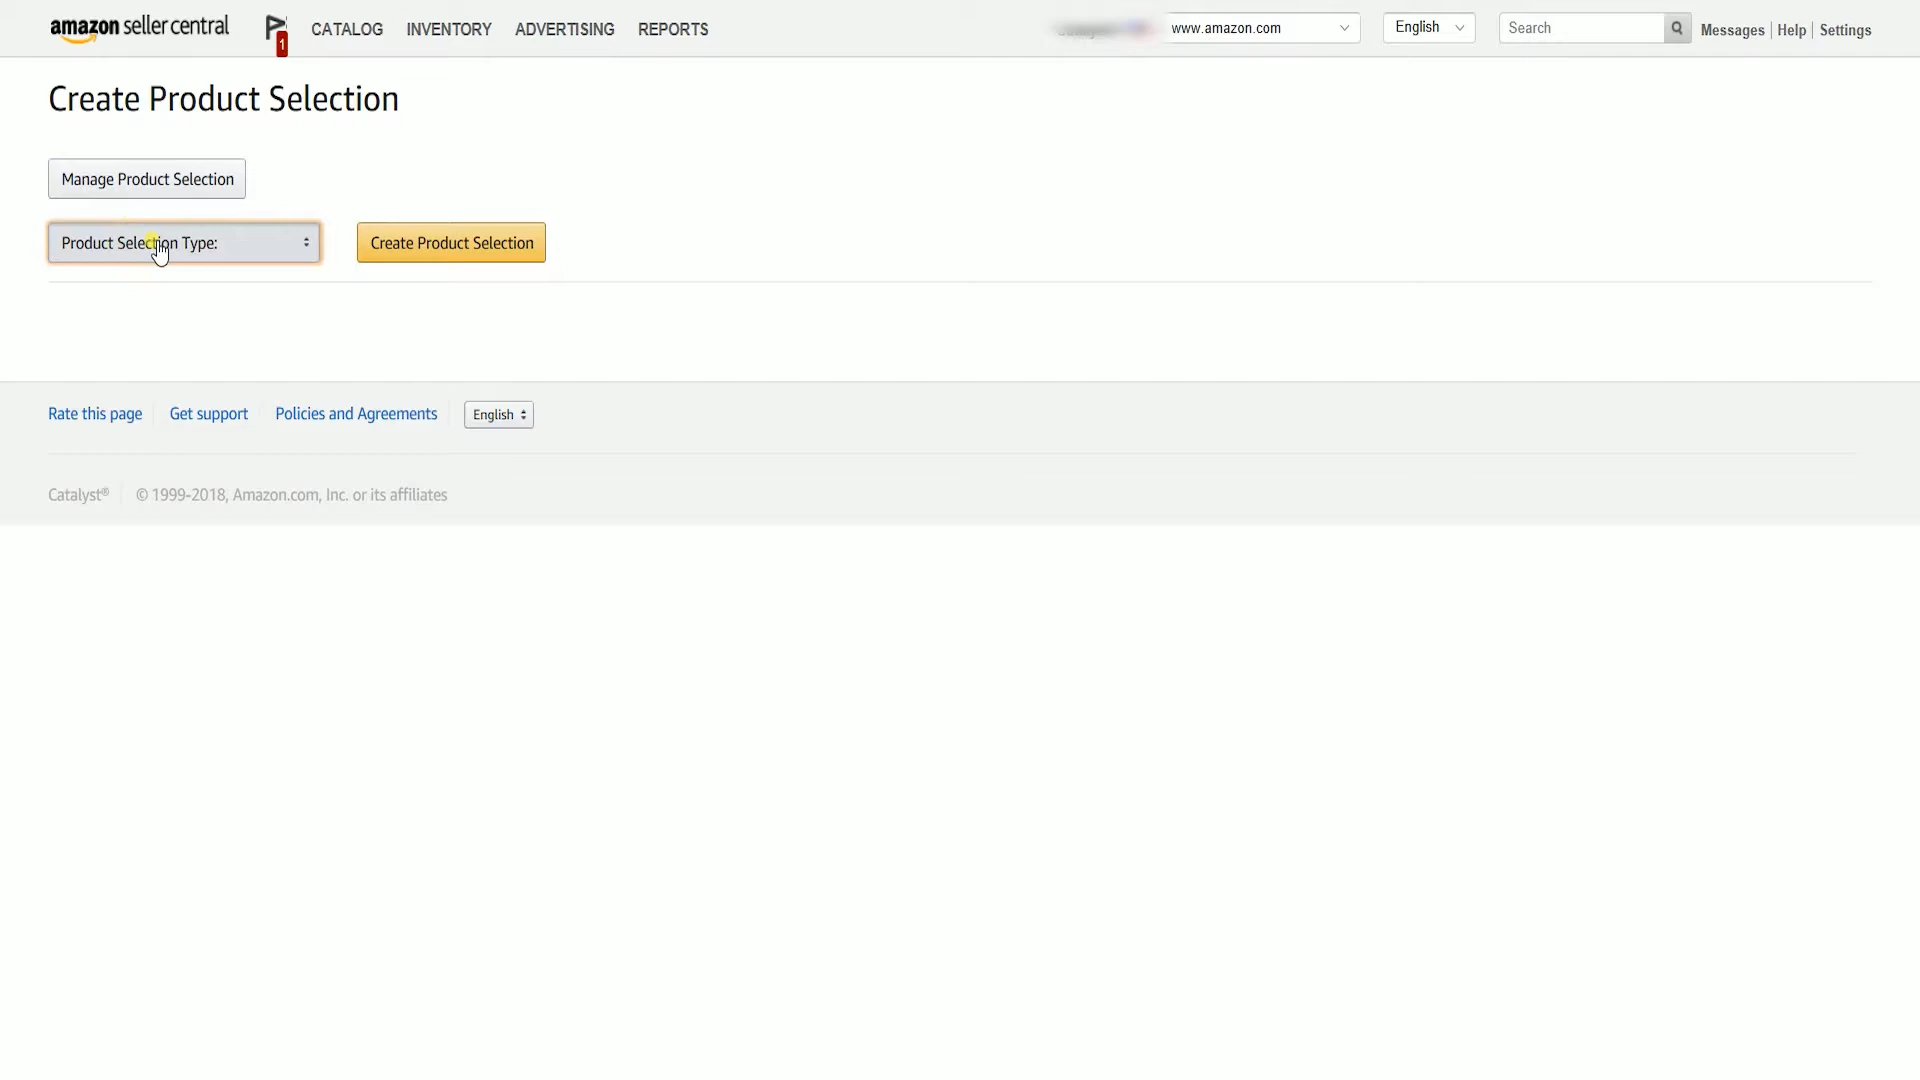 amazon seller central
1
CATALOG INVENTORY ADVERTISING REPORTS
www.amazon.com
English
Search
Messages | Help | Settings
Create Product Selection
Manage Product Selection
Product Selection Type:
Create Product Selection
Rate this page
Get support
Policies and Agreements
English
Catalyst®
© 1999-2018, Amazon.com, Inc. or its affiliates